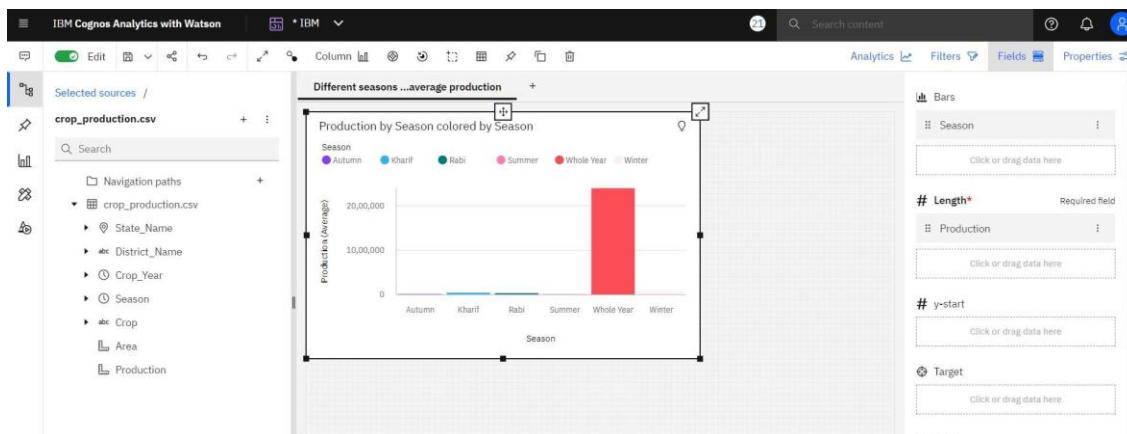 IBM Cognos Analytics with Watson
* IBM
21
Search content
Edit
Column
Analytics
Filters
Fields
Properties
Selected sources /
crop_production.csv
Search
Navigation paths
crop_production.csv
State_Name
abc District_Name
Crop_Year
Season
abc Crop
Area
Production
Different seasons ...average production
Production by Season colored by Season
Season
Autumn Kharif Rabi Summer Whole Year Winter
Production (Average)
20,00,000
10,00,000
0
Autumn Kharif Rabi Summer Whole Year Winter
Season
Bars
Season
Click or drag data here
# Length* Required field
Production
Click or drag data here
# y-start
Click or drag data here
Target
Click or drag data here